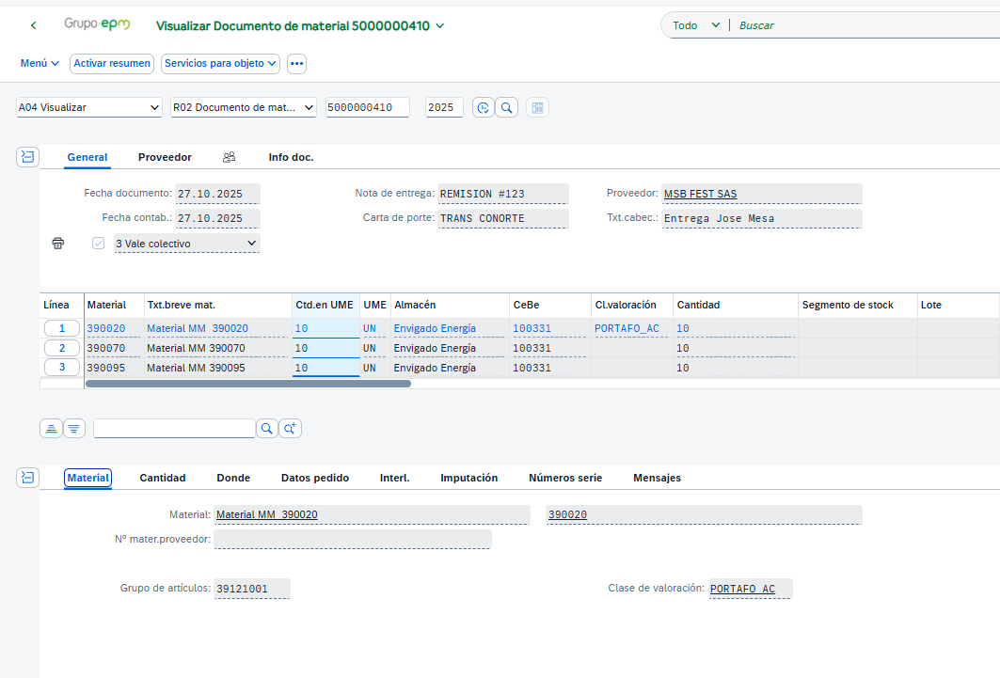 Grupo·epm Visualizar Documento de material 5000000410 Todo Buscar
Menú Activar resumen Servicios para objeto
A04 Visualizar R02 Documento de mat... 5000000410 2025
General Proveedor Info doc.
Fecha documento: 27.10.2025 Nota de entrega: REMISION #123 Proveedor: MSB FEST SAS
Fecha contab.: 27.10.2025 Carta de porte: TRANS CONORTE Txt.cabec.: Entrega Jose Mesa
3 Vale colectivo
Línea Material Txt.breve mat. Ctd.en UME UME Almacén CeBe Cl.valoración Cantidad Segmento de stock Lote
1 390020 Material MM 390020 10 UN Envigado Energía 100331 PORTAFO_AC 10
2 390070 Material MM 390070 10 UN Envigado Energía 100331 10
3 390095 Material MM 390095 10 UN Envigado Energía 100331 10
Material Cantidad Donde Datos pedido Interl. Imputación Números serie Mensajes
Material: Material MM 390020 390020
Nº mater.proveedor:
Grupo de artículos: 39121001 Clase de valoración: PORTAFO_AC